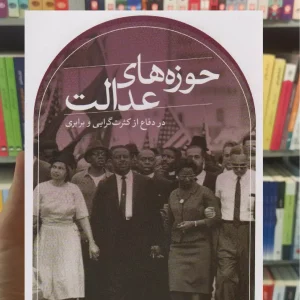 حوزه‌های
عدالت
در دفاع از کثرت‌گرایی و برابری